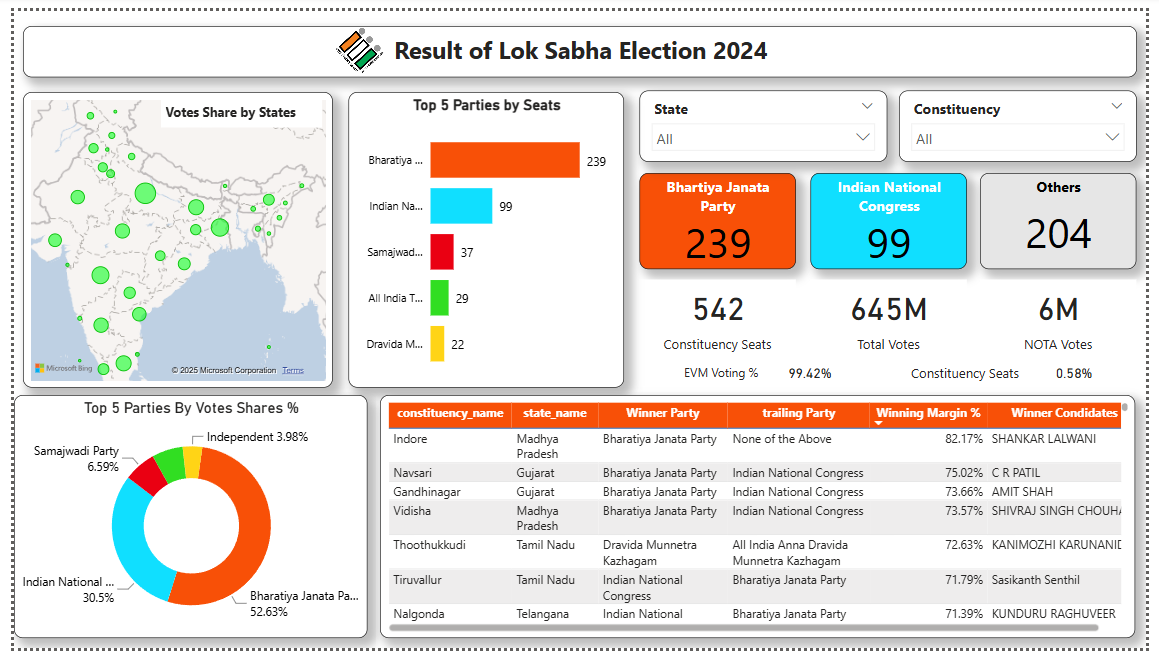 Result of Lok Sabha Election 2024
Votes Share by States
Microsoft Bing
© 2025 Microsoft Corporation Terms
Top 5 Parties by Seats
Bharatiya ... 239
Indian Na... 99
Samajwad... 37
All India T... 29
Dravida M... 22
State
All
Constituency
All
Bhartiya Janata
Party
239
Indian National
Congress
99
Others
204
542
Constituency Seats
645M
Total Votes
6M
NOTA Votes
EVM Voting % 99.42%
Constituency Seats 0.58%
Top 5 Parties By Votes Shares %
Independent 3.98%
Samajwadi Party
6.59%
Indian National ...
30.5%
Bharatiya Janata Pa...
52.63%
constituency_name state_name Winner Party trailing Party Winning Margin % Winner Candidates
Indore Madhya Bharatiya Janata Party None of the Above 82.17% SHANKAR LALWANI
Pradesh
Navsari Gujarat Bharatiya Janata Party Indian National Congress 75.02% C R PATIL
Gandhinagar Gujarat Bharatiya Janata Party Indian National Congress 73.66% AMIT SHAH
Vidisha Madhya Bharatiya Janata Party Indian National Congress 73.57% SHIVRAJ SINGH CHOUHA
Pradesh
Thoothukkudi Tamil Nadu Dravida Munnetra All India Anna Dravida 72.63% KANIMOZHI KARUNANID
Kazhagam Munnetra Kazhagam
Tiruvallur Tamil Nadu Indian National Bharatiya Janata Party 71.79% Sasikanth Senthil
Congress
Nalgonda Telangana Indian National Bharatiya Janata Party 71.39% KUNDURU RAGHUVEER